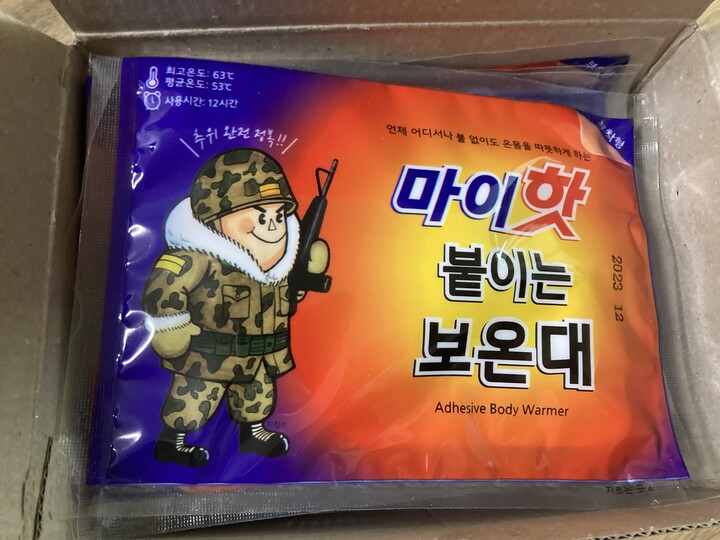 최고온도: 63℃
평균온도: 53℃
사용시간: 12시간
추위 완전 정복!!
언제 어디서나 불 없이도 온몸을 따뜻하게 하는
마이핫
붙이는
보온대
Adhesive Body Warmer
2023 12
착형